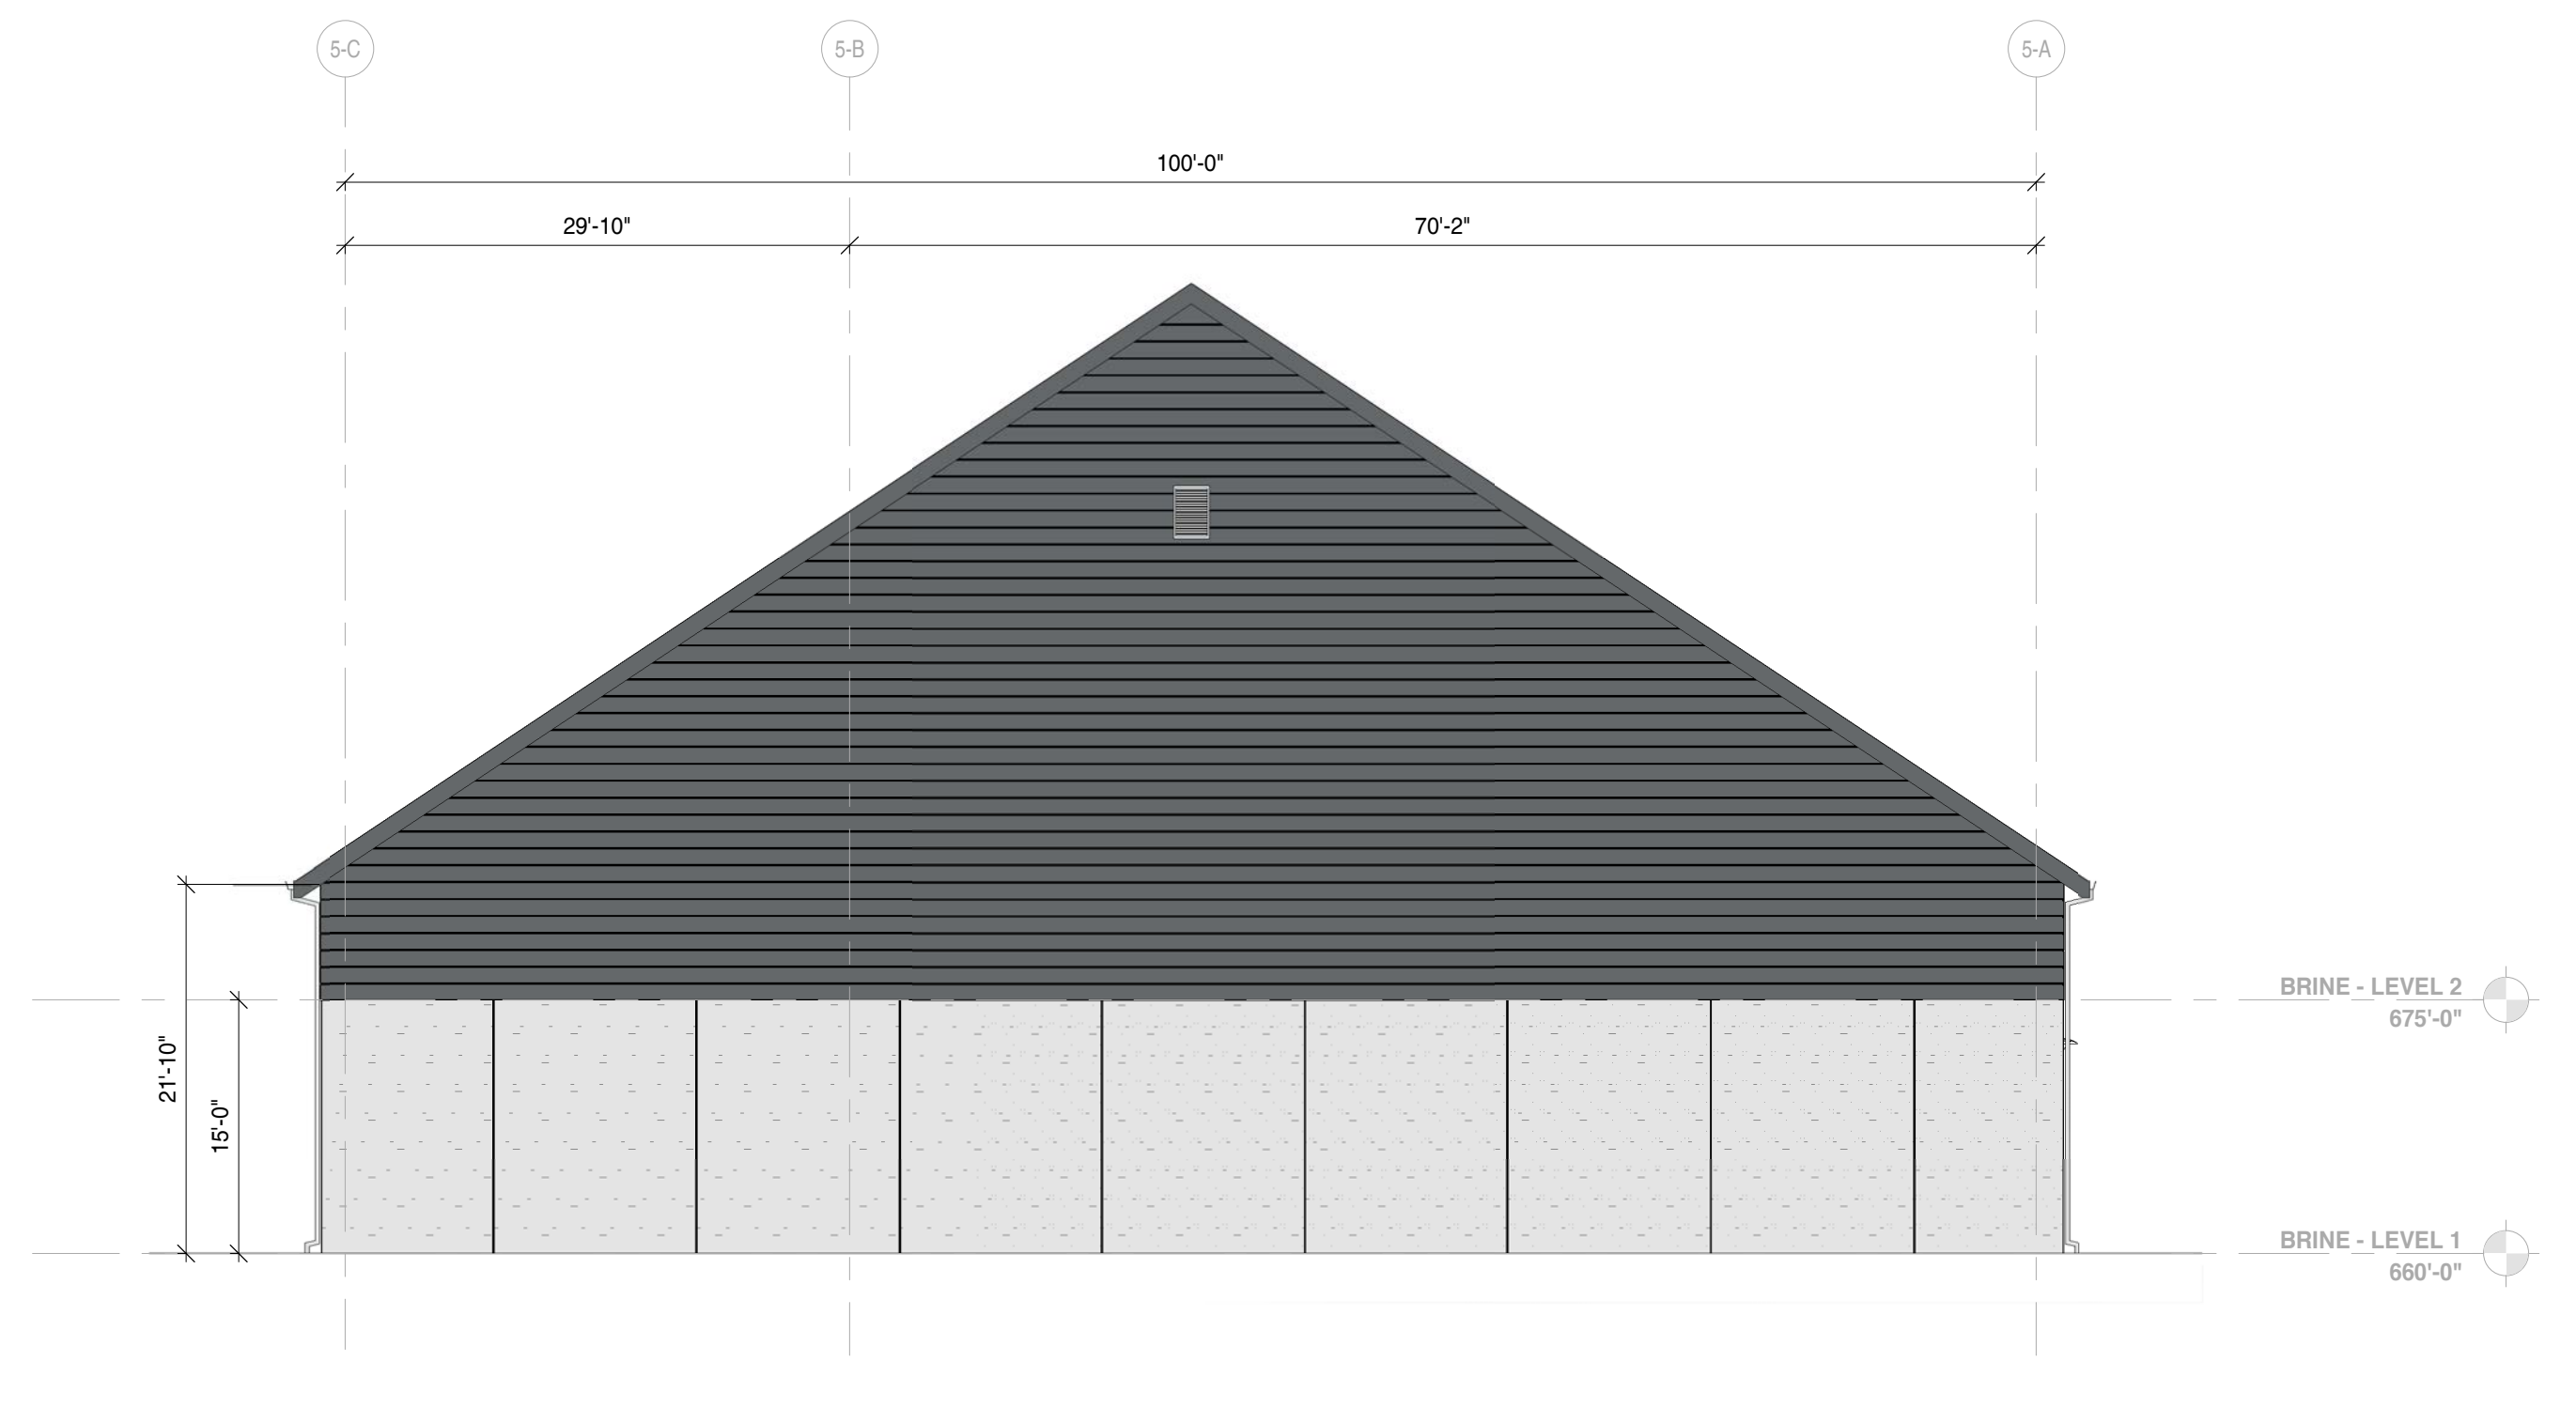 5-C
5-B
5-A
100'-0"
29'-10"
70'-2"
21'-10"
15'-0"
BRINE - LEVEL 2
675'-0"
BRINE - LEVEL 1
660'-0"